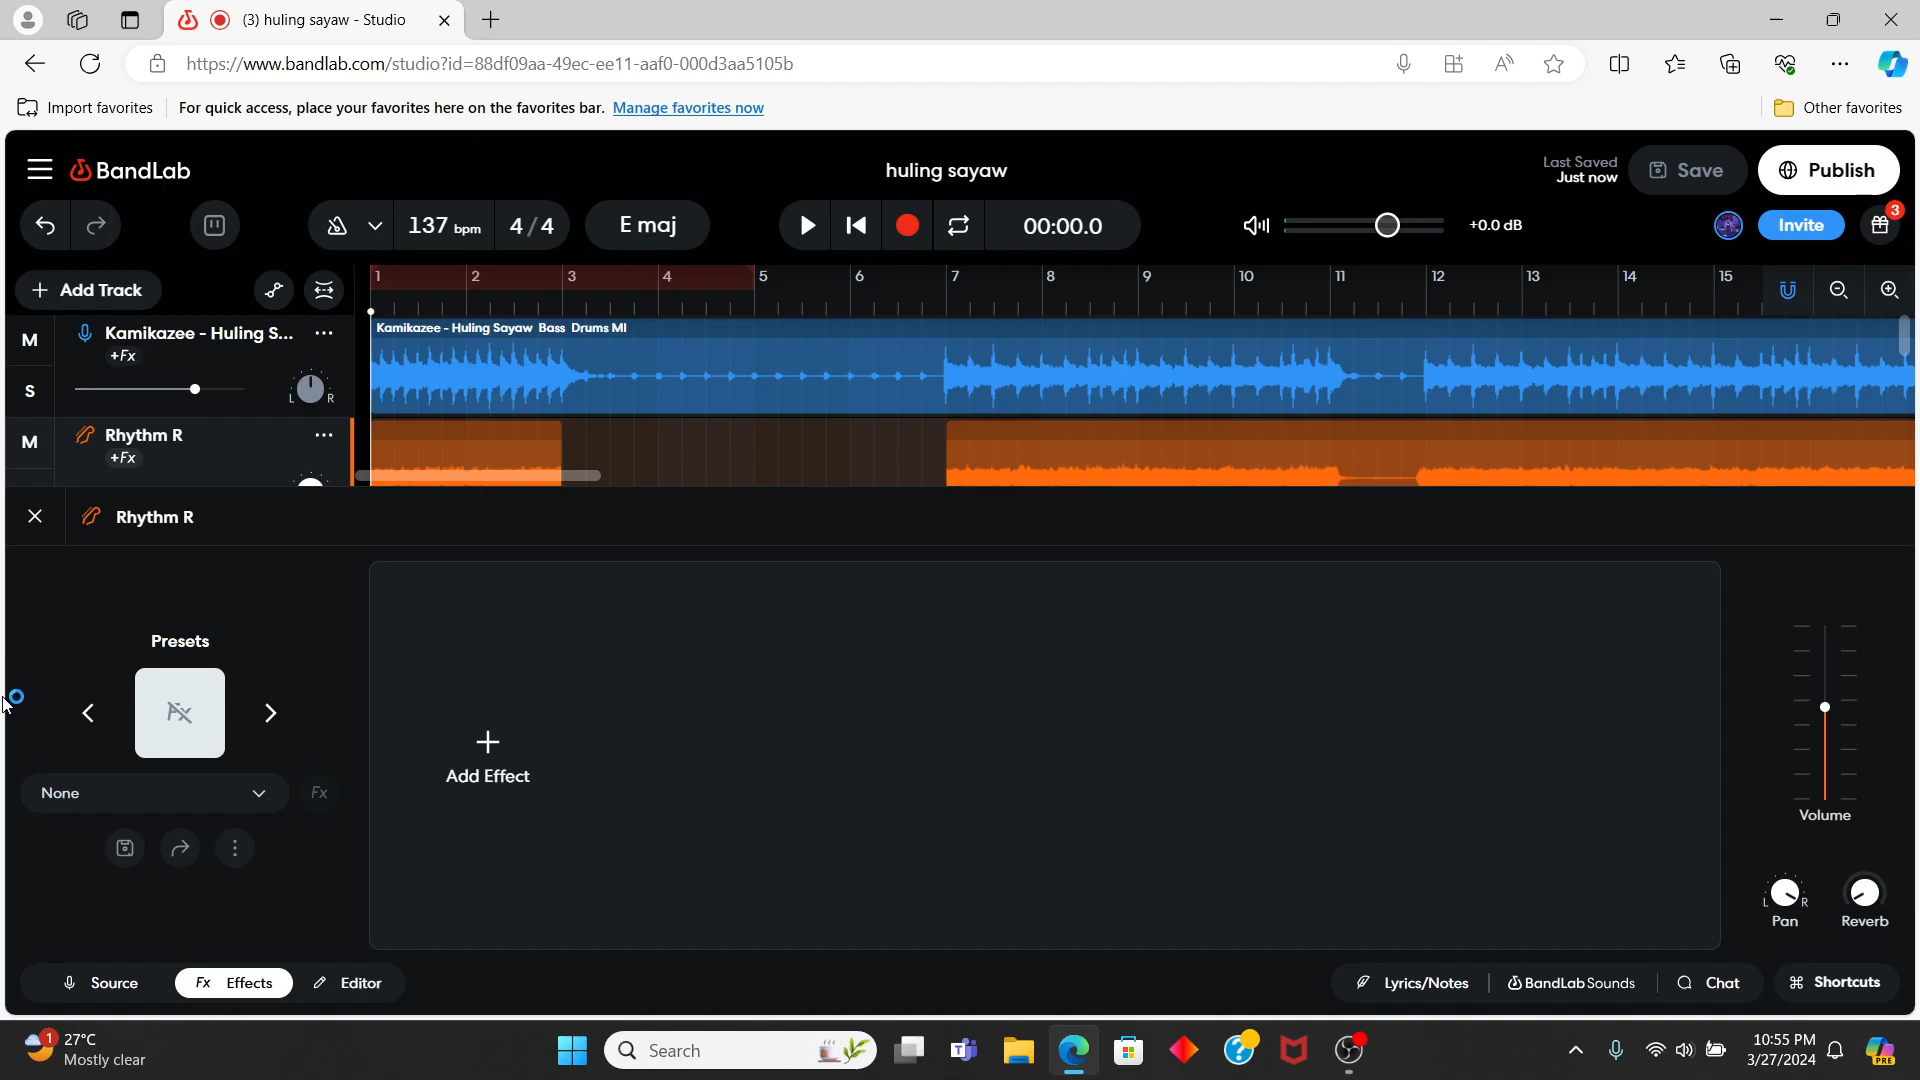 (3) huling sayaw - Studio
https://www.bandlab.com/studio?id=88df09aa-49ec-ee11-aaf0-000d3aa5105b
Import favorites
For quick access, place your favorites here on the favorites bar. Manage favorites now
Other favorites
BandLab
huling sayaw
Last Saved
Just now
Save
Publish
137 bpm
4/4
E maj
00:00.0
+0.0 dB
Invite
3
Add Track
1 2 3 4 5 6 7 8 9 10 11 12 13 14 15
M
Kamikazee - Huling S...
+Fx
S
L R
Kamikazee - Huling Sayaw Bass Drums MI
M
Rhythm R
+Fx
Rhythm R
Presets
Fx
None
Fx
Add Effect
Volume
L R
Pan
Reverb
Source
Fx Effects
Editor
Lyrics/Notes
BandLab Sounds
Chat
Shortcuts
1
27°C
Mostly clear
Search
10:55 PM
3/27/2024
PRE